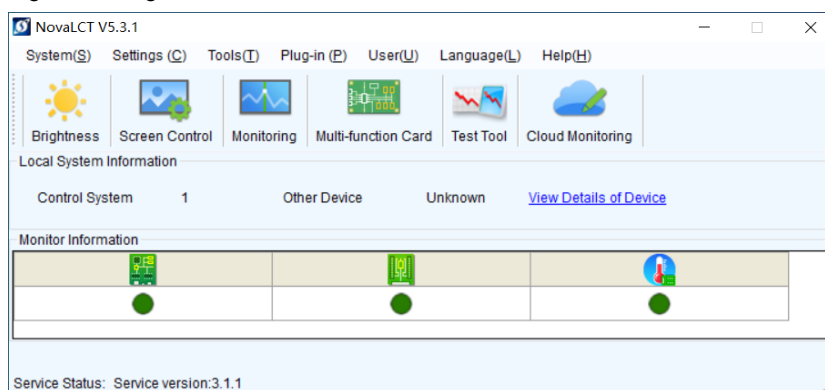 NovaLCT V5.3.1
System(S) Settings (C) Tools(T) Plug-in (P) User(U) Language(L) Help(H)
Brightness Screen Control Monitoring Multi-function Card Test Tool Cloud Monitoring
Local System Information
Control System 1 Other Device Unknown View Details of Device
Monitor Information
Service Status: Service version:3.1.1